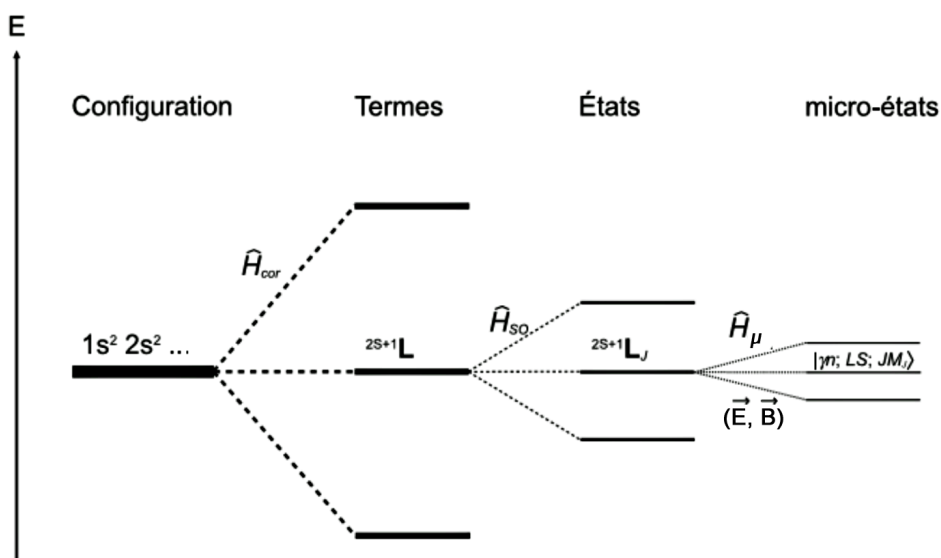 E
Configuration Termes États micro-états
Ĥcor
1s² 2s² ...
²ˢ⁺¹L
ĤSO
²ˢ⁺¹LJ
Ĥμ
|γn; LS; JMJ⟩
(E⃗, B⃗)